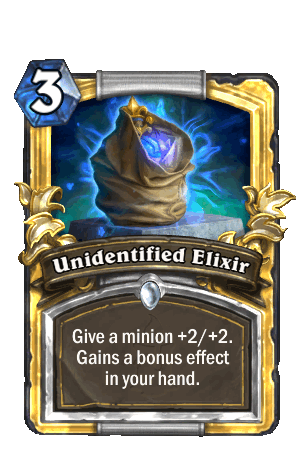 3
Unidentified Elixir
Give a minion +2/+2.
Gains a bonus effect
in your hand.